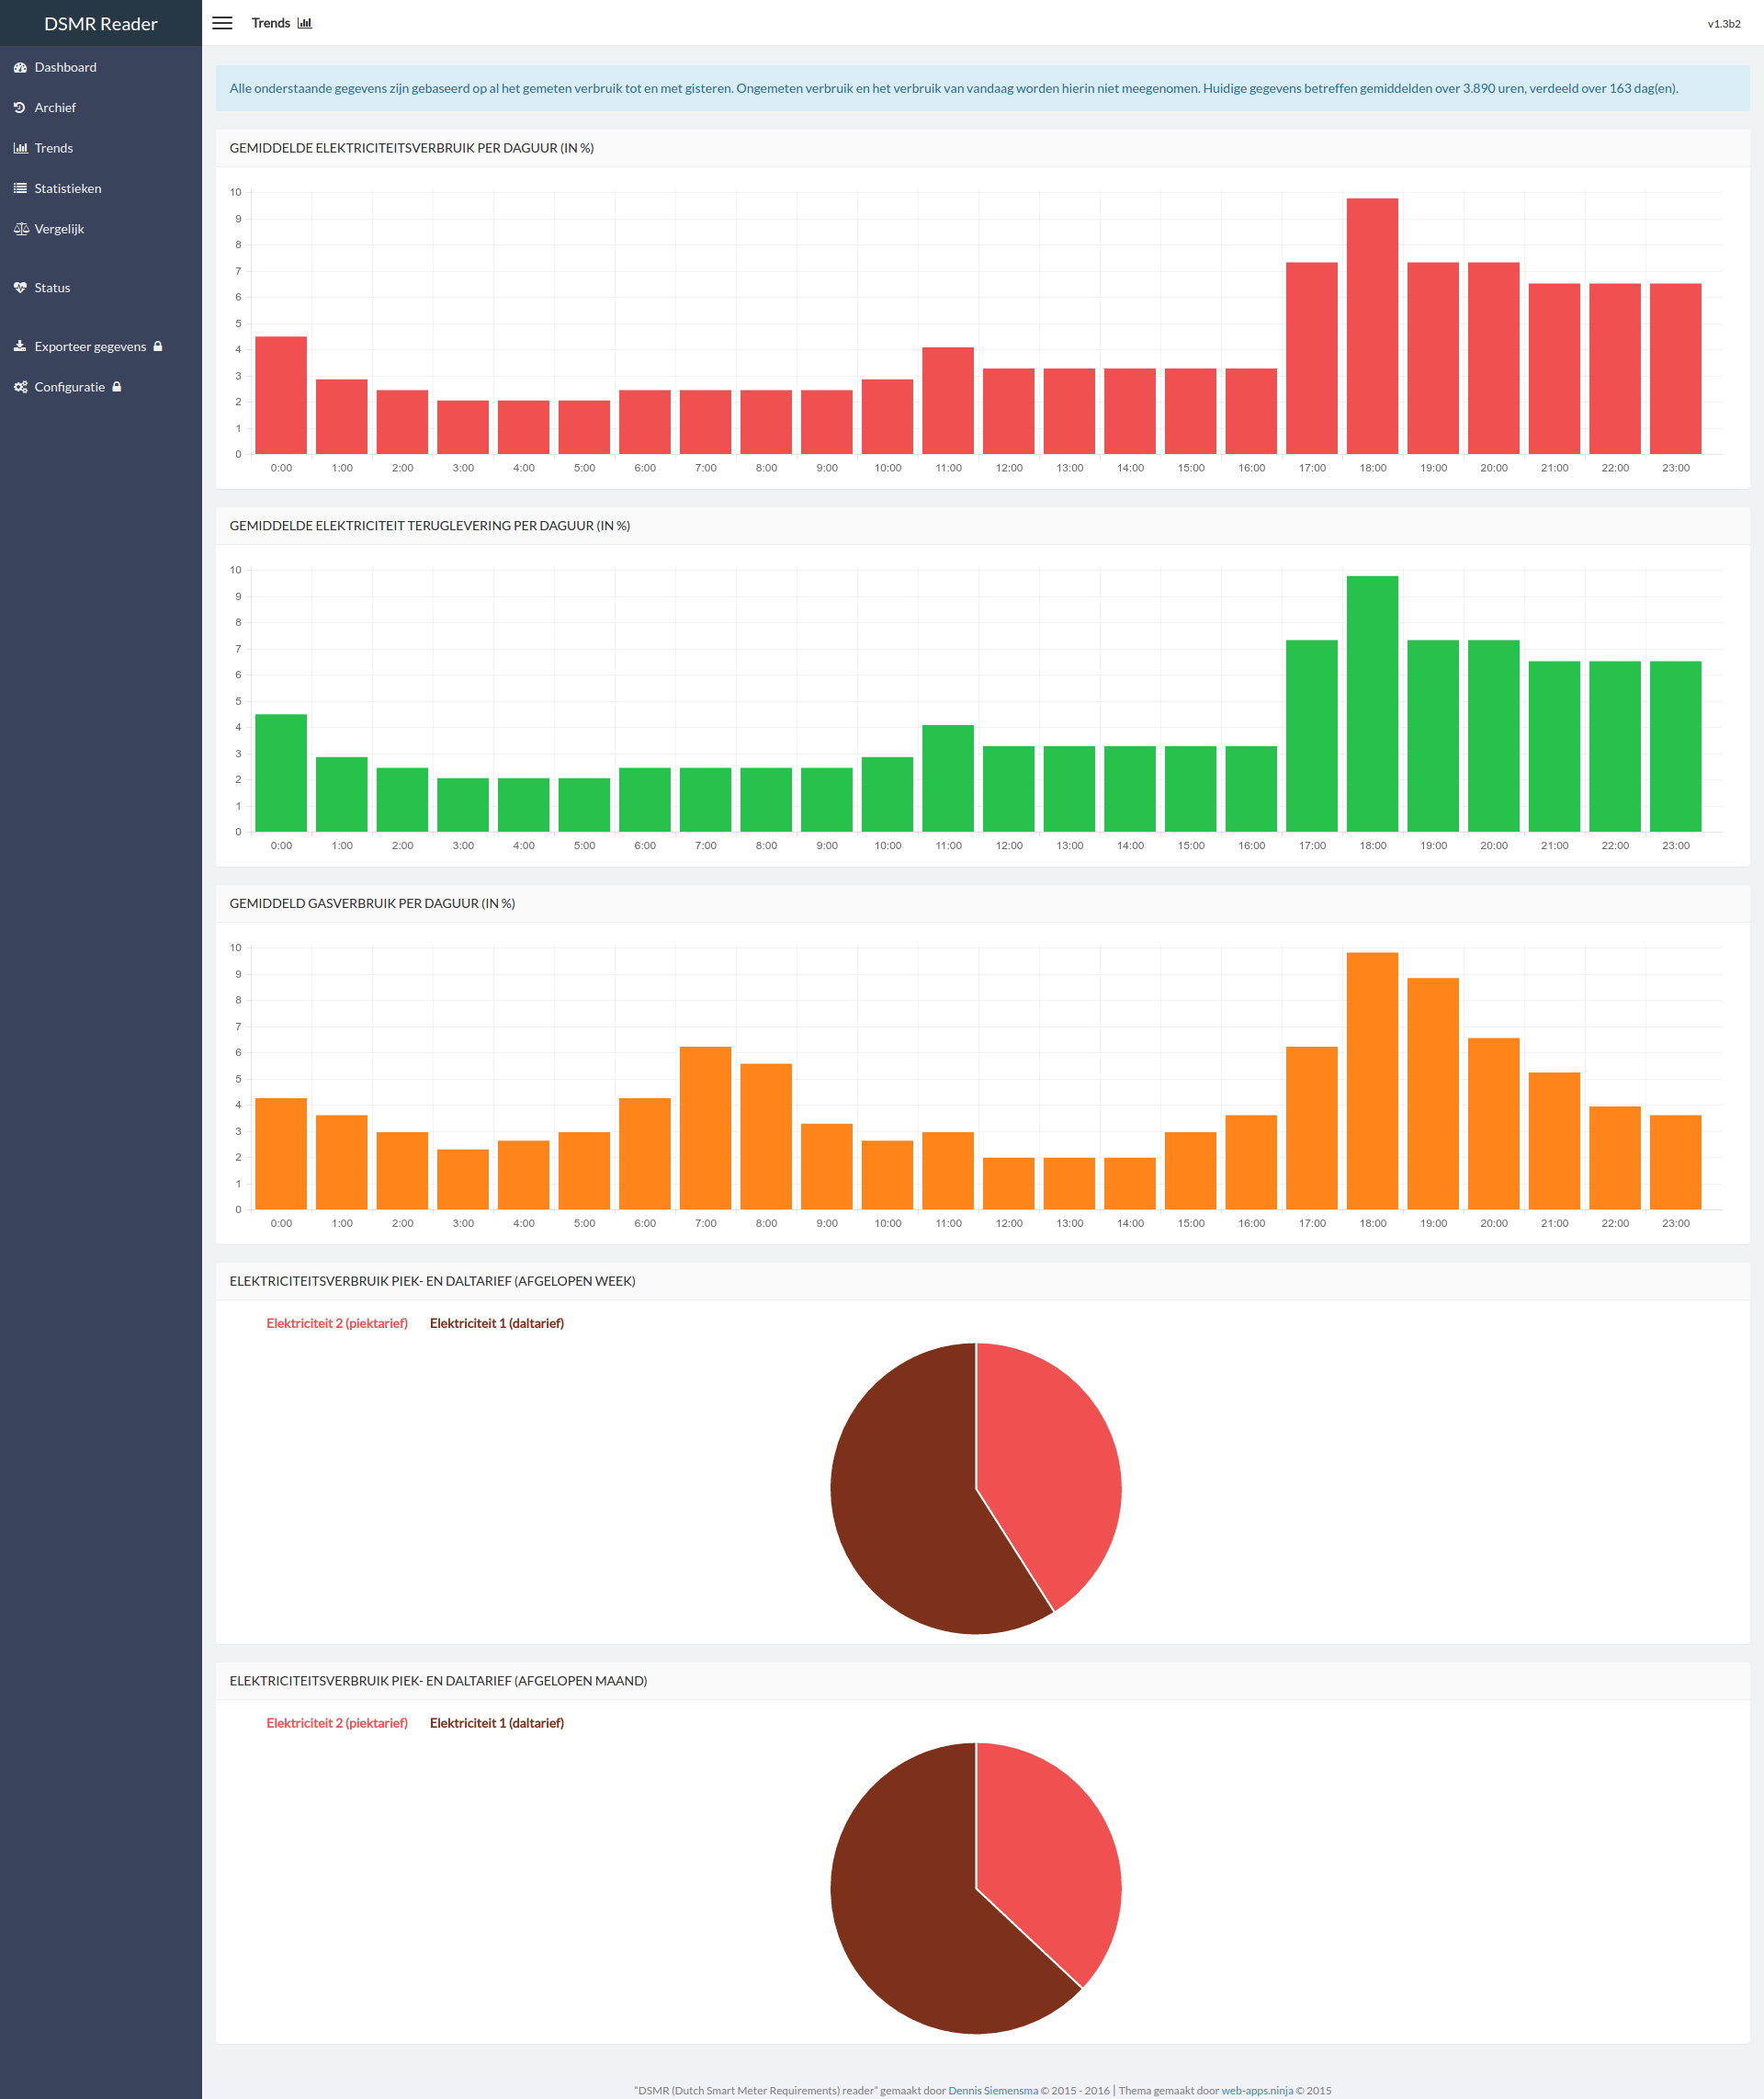 DSMR Reader
Trends
v1.3b2
Dashboard
Archief
Trends
Statistieken
Vergelijk
Status
Exporteer gegevens
Configuratie
Alle onderstaande gegevens zijn gebaseerd op al het gemeten verbruik tot en met gisteren. Ongemeten verbruik en het verbruik van vandaag worden hierin niet meegenomen. Huidige gegevens betreffen gemiddelden over 3.890 uren, verdeeld over 163 dag(en).
GEMIDDELDE ELEKTRICITEITSVERBRUIK PER DAGUUR (IN %)
10
9
8
7
6
5
4
3
2
1
0
0:00 1:00 2:00 3:00 4:00 5:00 6:00 7:00 8:00 9:00 10:00 11:00 12:00 13:00 14:00 15:00 16:00 17:00 18:00 19:00 20:00 21:00 22:00 23:00
GEMIDDELDE ELEKTRICITEIT TERUGLEVERING PER DAGUUR (IN %)
10
9
8
7
6
5
4
3
2
1
0
0:00 1:00 2:00 3:00 4:00 5:00 6:00 7:00 8:00 9:00 10:00 11:00 12:00 13:00 14:00 15:00 16:00 17:00 18:00 19:00 20:00 21:00 22:00 23:00
GEMIDDELD GASVERBRUIK PER DAGUUR (IN %)
10
9
8
7
6
5
4
3
2
1
0
0:00 1:00 2:00 3:00 4:00 5:00 6:00 7:00 8:00 9:00 10:00 11:00 12:00 13:00 14:00 15:00 16:00 17:00 18:00 19:00 20:00 21:00 22:00 23:00
ELEKTRICITEITSVERBRUIK PIEK- EN DALTARIEF (AFGELOPEN WEEK)
Elektriciteit 2 (piektarief) Elektriciteit 1 (daltarief)
ELEKTRICITEITSVERBRUIK PIEK- EN DALTARIEF (AFGELOPEN MAAND)
Elektriciteit 2 (piektarief) Elektriciteit 1 (daltarief)
"DSMR (Dutch Smart Meter Requirements) reader" gemaakt door Dennis Siemensma © 2015 - 2016 | Thema gemaakt door web-apps.ninja © 2015